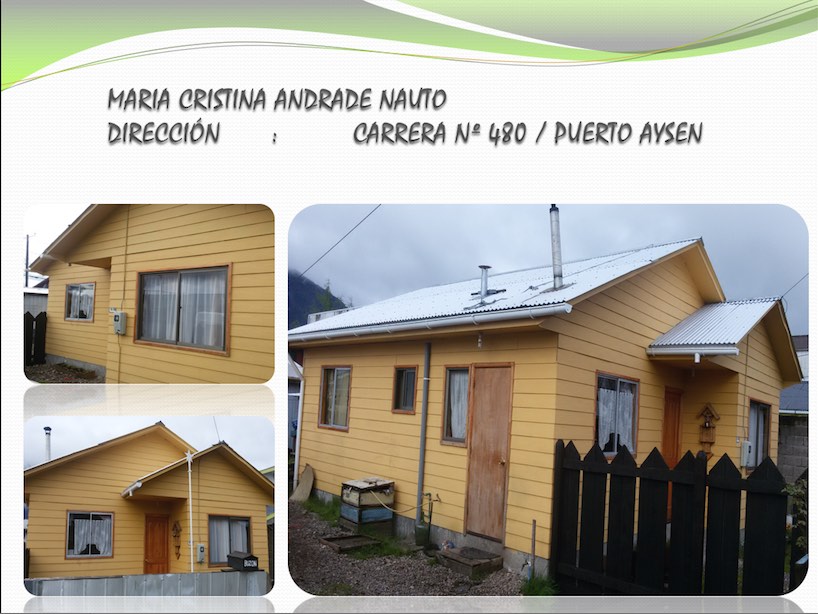 MARIA CRISTINA ANDRADE NAUTO
DIRECCIÓN : CARRERA Nº 480 / PUERTO AYSEN